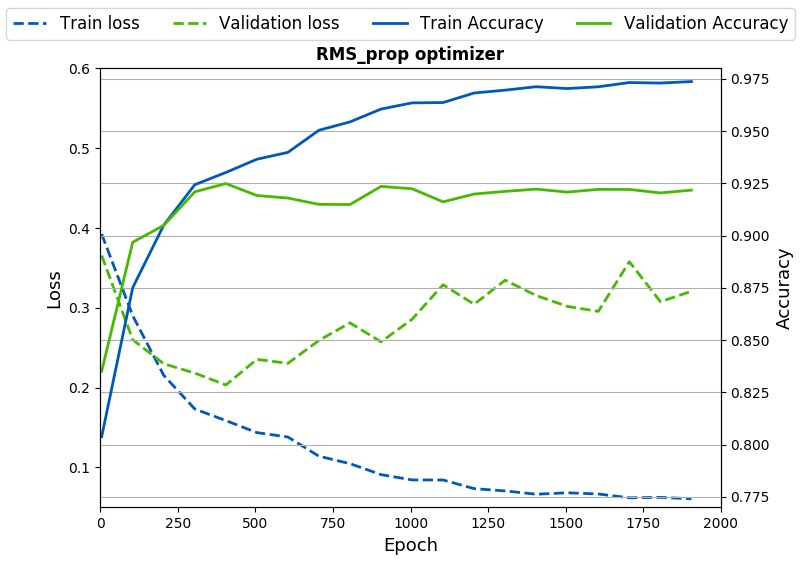 Train loss Validation loss Train Accuracy Validation Accuracy
RMS_prop optimizer
0.6
0.5
0.4
0.3
0.2
0.1
Loss
0.975
0.950
0.925
0.900
0.875
0.850
0.825
0.800
0.775
Accuracy
0 250 500 750 1000 1250 1500 1750 2000
Epoch